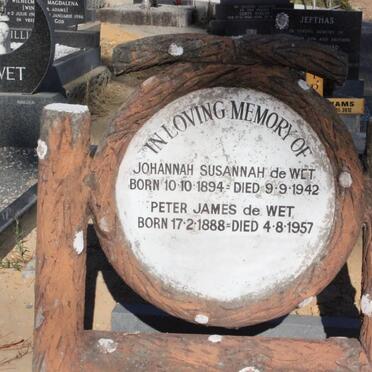 IN LOVING MEMORY OF
JOHANNAH SUSANNAH de WET
BORN 10·10·1894=DIED 9·9·1942
PETER JAMES de WET
BORN 17·2·1888=DIED 4·8·1957
MAGDALENA
WET
JEFTHAS